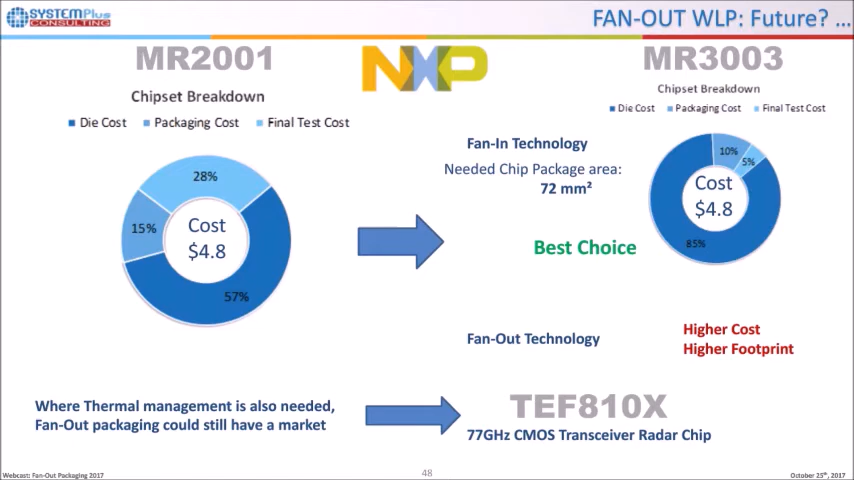 SYSTEMPlus
CONSULTING
FAN-OUT WLP: Future? ...
MR2001
NXP
MR3003
Chipset Breakdown
Die Cost
Packaging Cost
Final Test Cost
28%
15%
57%
Cost
$4.8
Fan-In Technology
Needed Chip Package area:
72 mm²
Best Choice
Chipset Breakdown
Die Cost
Packaging Cost
Final Test Cost
10%
5%
85%
Cost
$4.8
Fan-Out Technology
Higher Cost
Higher Footprint
Where Thermal management is also needed,
Fan-Out packaging could still have a market
TEF810X
77GHz CMOS Transceiver Radar Chip
Webcast: Fan-Out Packaging 2017
48
October 25th, 2017